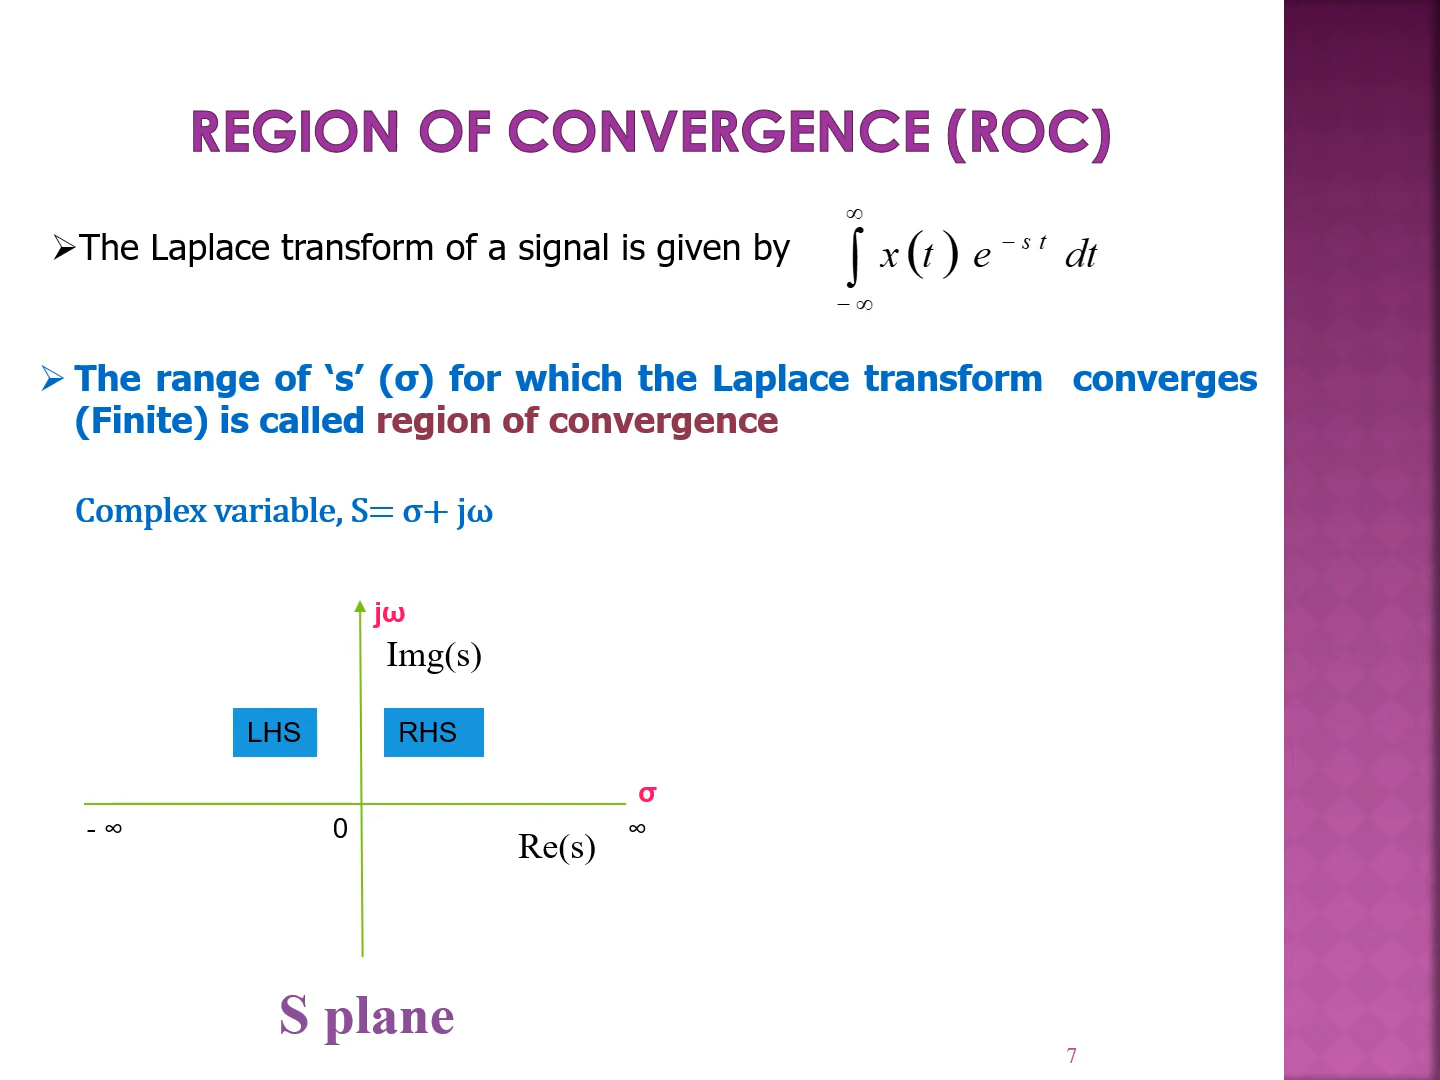 REGION OF CONVERGENCE (ROC)
➢The Laplace transform of a signal is given by ∫_{-∞}^{∞} x(t) e^{-st} dt
➢ The range of ‘s’ (σ) for which the Laplace transform converges
(Finite) is called region of convergence
Complex variable, S= σ+ jω
jω
Img(s)
LHS RHS
σ
- ∞ 0 ∞
Re(s)
S plane
7